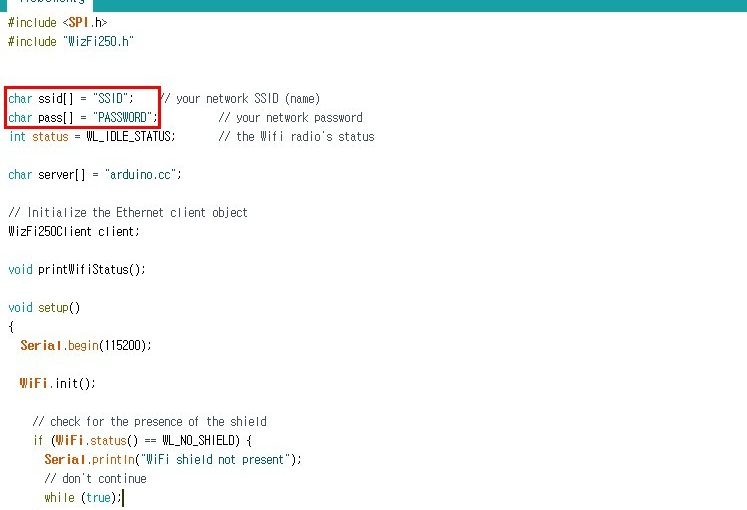 #include <SPI.h>
#include "WizFi250.h"
char ssid[] = "SSID"; // your network SSID (name)
char pass[] = "PASSWORD"; // your network password
int status = WL_IDLE_STATUS; // the Wifi radio's status
char server[] = "arduino.cc";
// Initialize the Ethernet client object
WizFi250Client client;
void printWifiStatus();
void setup()
{
Serial.begin(115200);
WiFi.init();
// check for the presence of the shield
if (WiFi.status() == WL_NO_SHIELD) {
Serial.println("WiFi shield not present");
// don't continue
while (true);